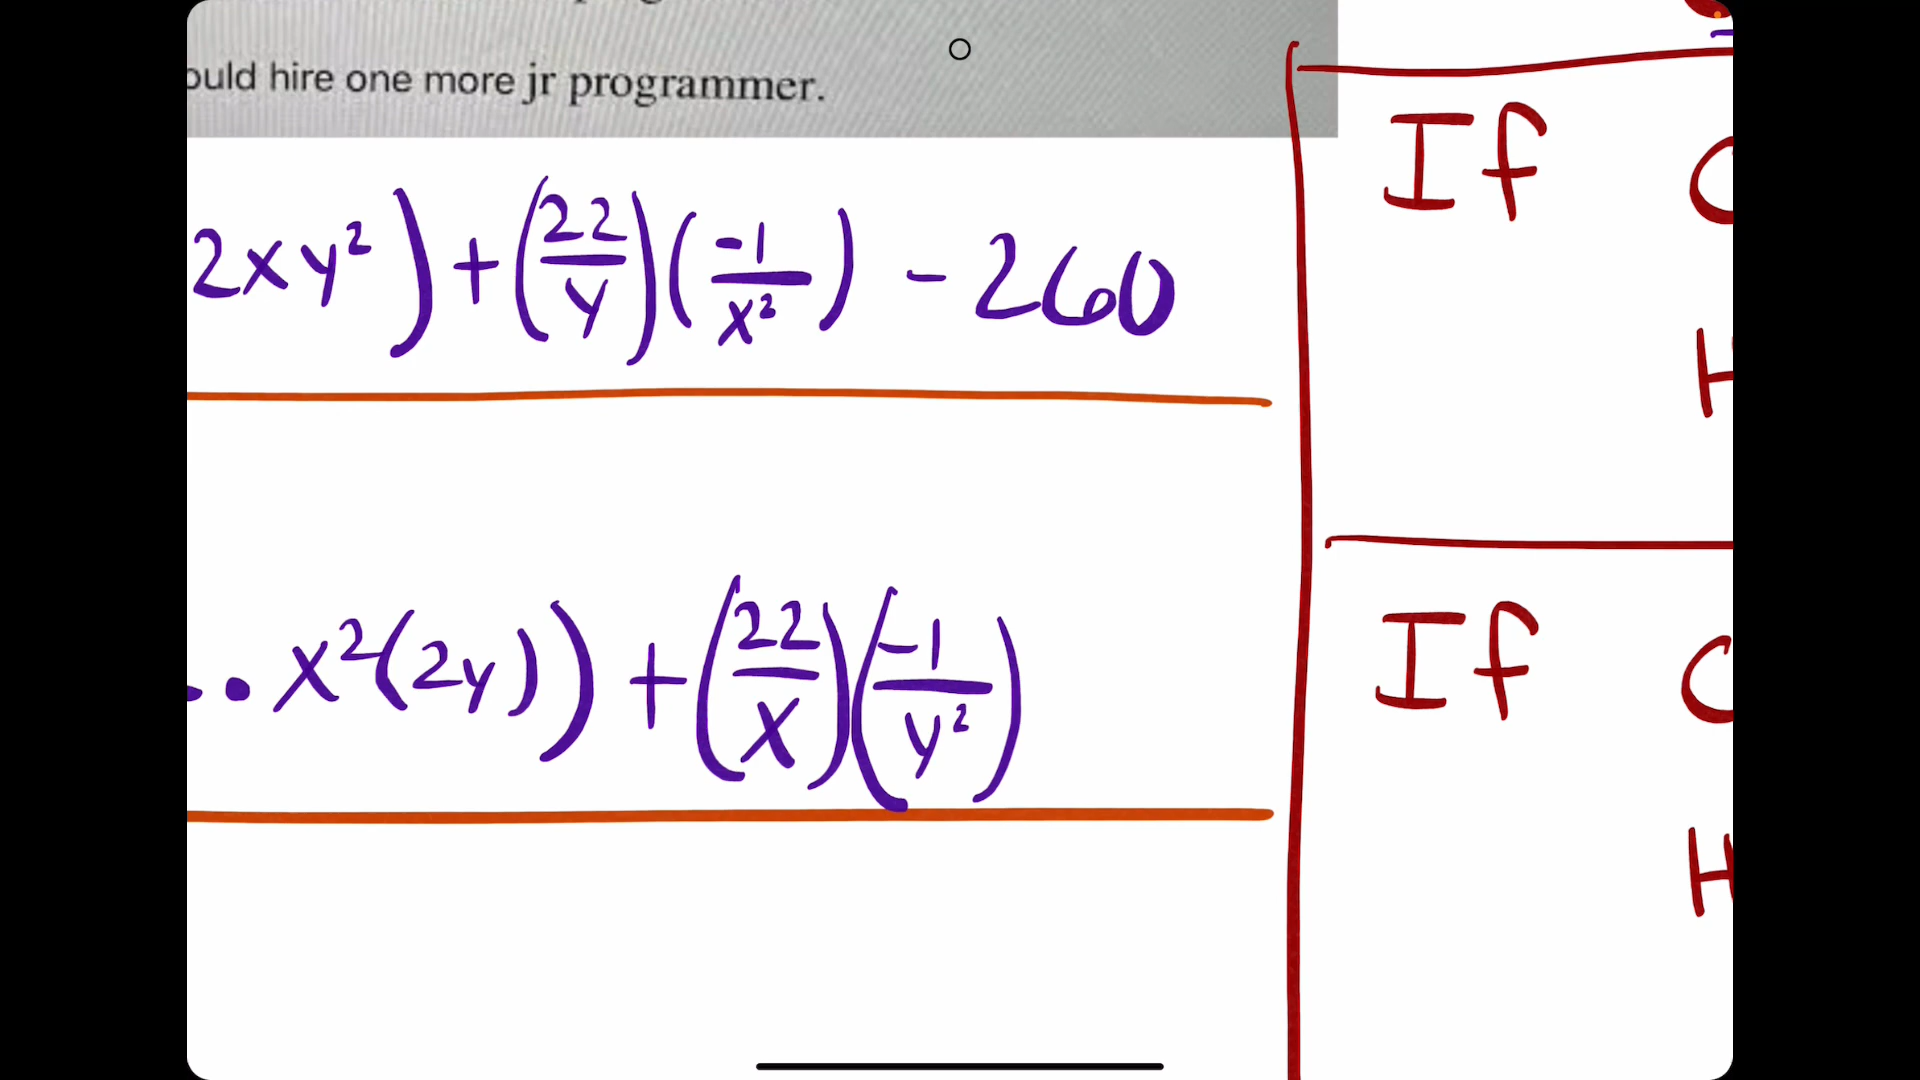 ould hire one more jr programmer.
2xy²) + (22/y)(-1/x²) - 260
x²(2y)) + (22/x)(-1/y²)
If
If